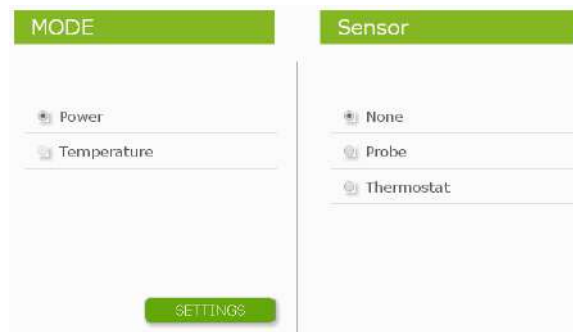 MODE
Power
Temperature
SETTINGS
Sensor
None
Probe
Thermostat